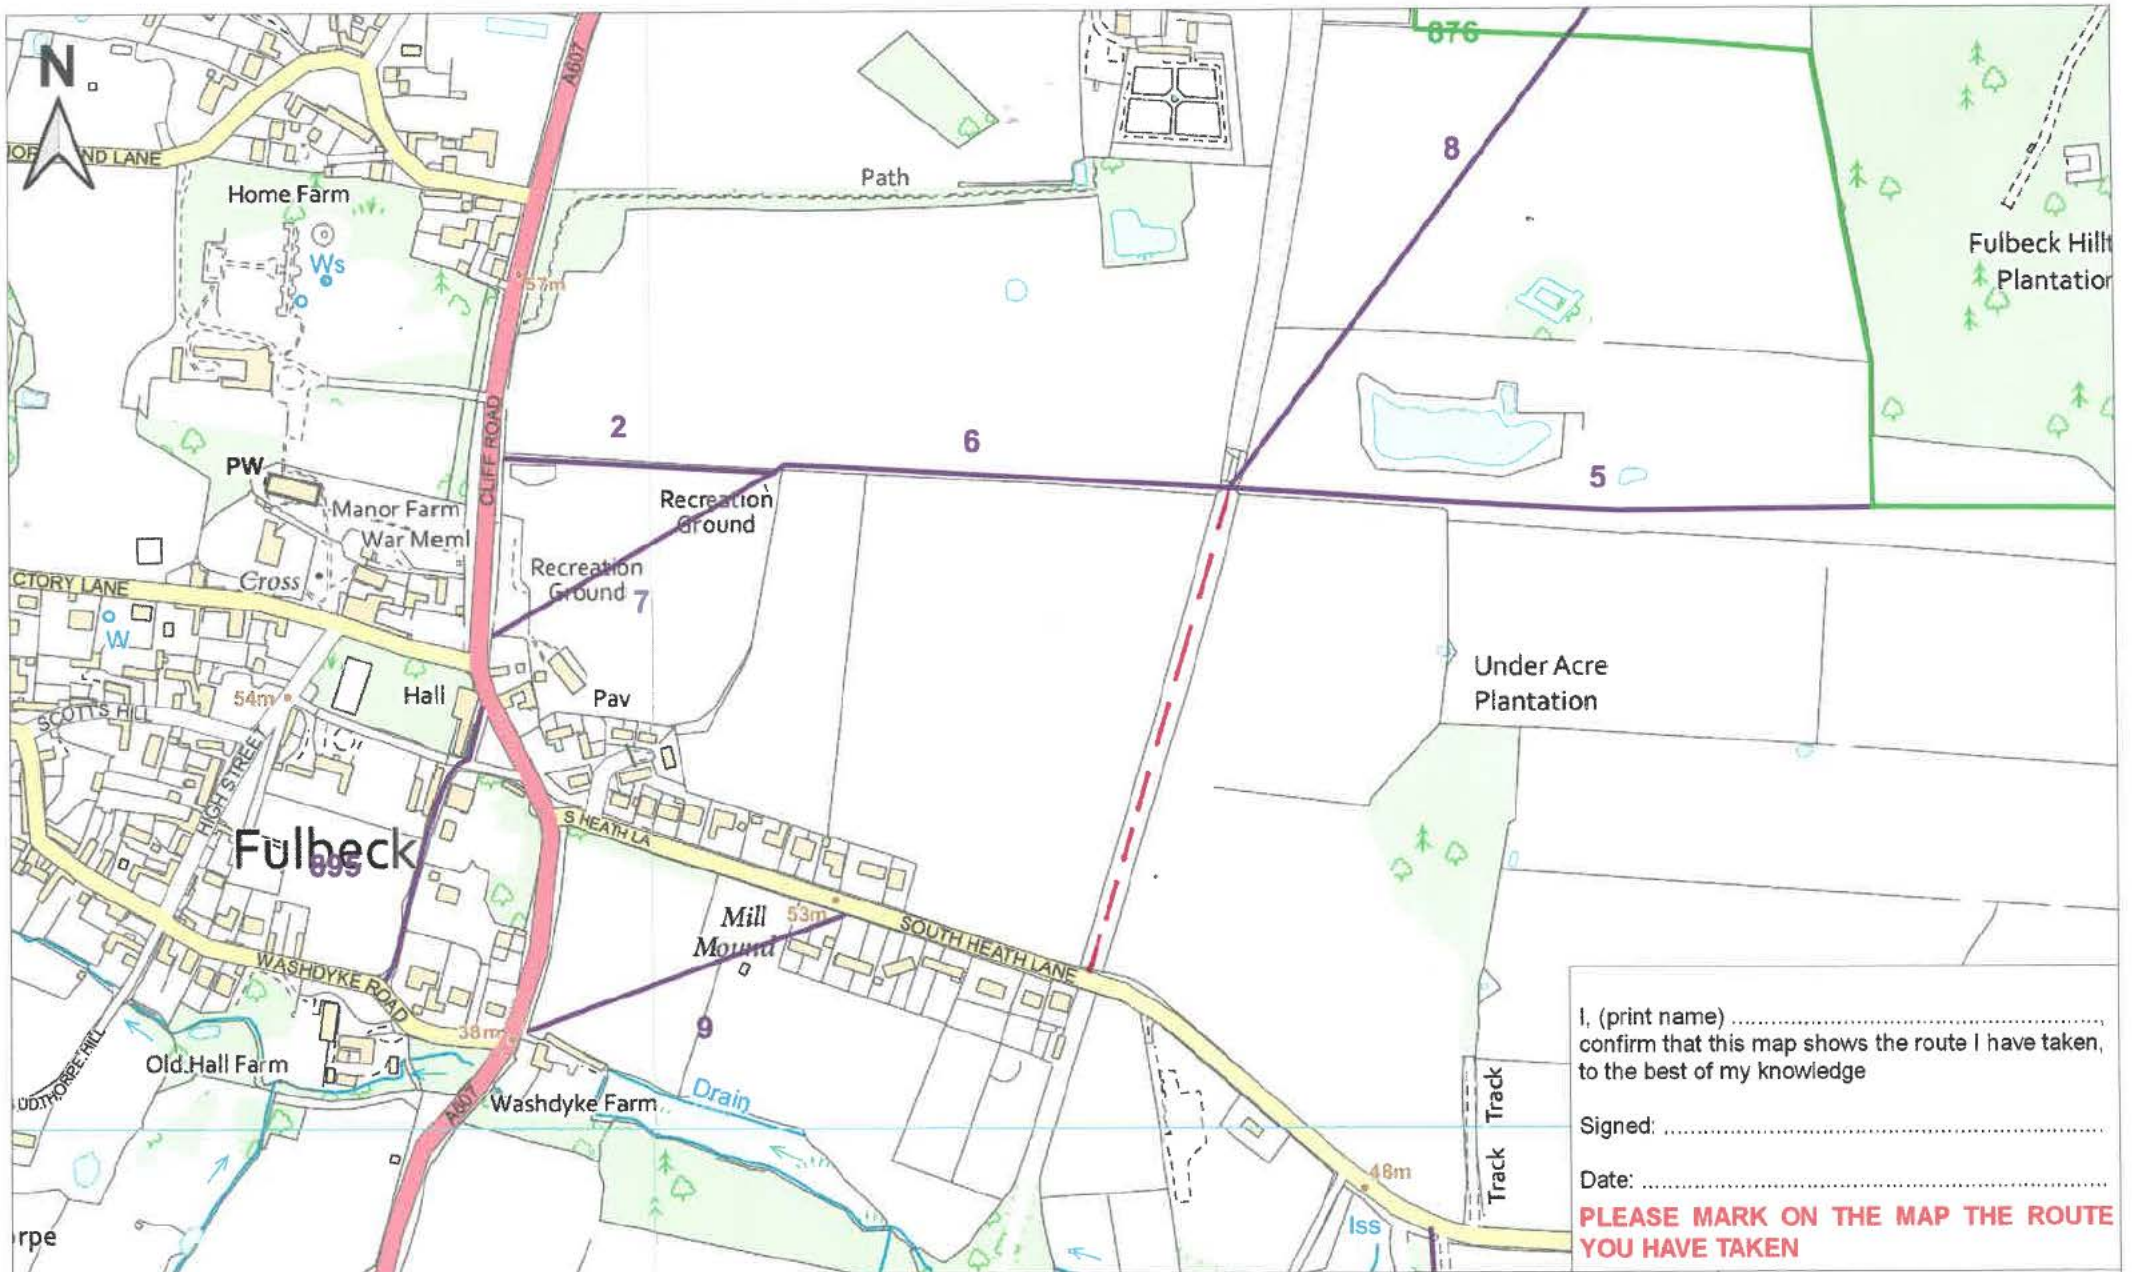 N
A607
876
8
ND LANE
Path
Home Farm
Ws
57m
Fulbeck Hillt
Plantation
CLIFF ROAD
2
6
5
PW
Recreation
Ground
Manor Farm
War Meml
Recreation
Ground
7
CTORY LANE
Cross
W
Under Acre
Plantation
Hall
Pav
54m
SCOTTS HILL
HIGH STREET
Fulbeck
895
S HEATH LA
Mill
Mound
53m
SOUTH HEATH LANE
WASHDYKE ROAD
38m
9
Old Hall Farm
UDTHORPE HILL
A607
Washdyke Farm
Drain
Track
Track
48m
Iss
rpe
I, (print name) ........................................,
confirm that this map shows the route I have taken,
to the best of my knowledge
Signed: ........................................
Date: ........................................
PLEASE MARK ON THE MAP THE ROUTE
YOU HAVE TAKEN